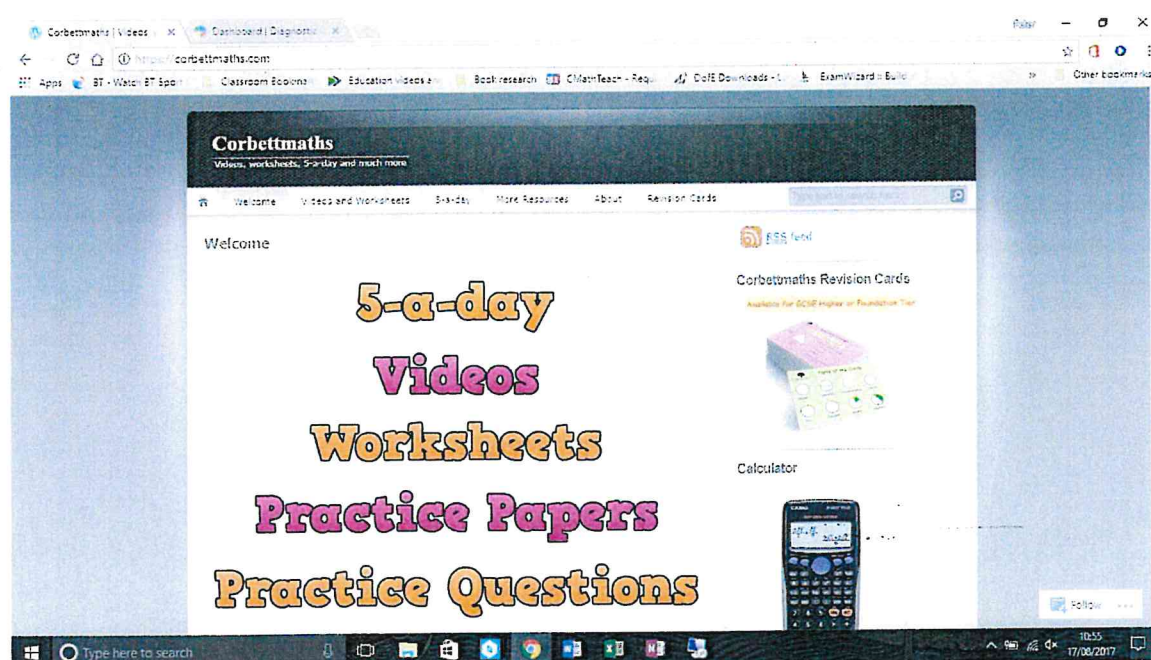 Corbettmaths | Videos
Dashboard | Diagnostic
corbettmaths.com
Apps
BT - Watch BT Sport
Classroom
Education videos
Book research
CMathTeach - Requ
DofE Downloads
ExamWizard :: Build
Other bookmarks
Corbettmaths
Videos, worksheets, 5-a-day and much more
Welcome
Videos and Worksheets
5-a-day
More Resources
About
Revision Cards
Welcome
RSS feed
5-a-day
Videos
Worksheets
Practice Papers
Practice Questions
Corbettmaths Revision Cards
Available for GCSE Higher or Foundation Tier
Calculator
CASIO
Follow
Type here to search
10:55
17/08/2017